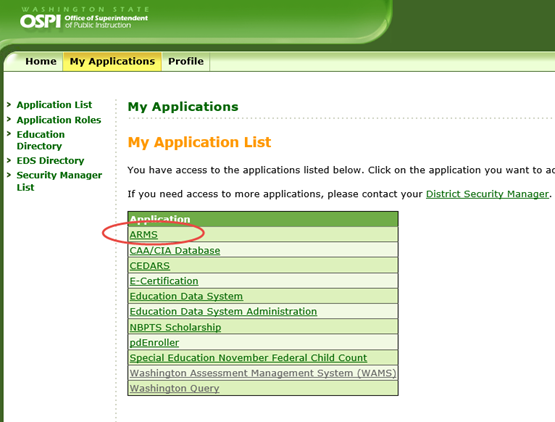 WASHINGTON STATE
OSPI Office of Superintendent
of Public Instruction
Home My Applications Profile
Application List
Application Roles
Education
Directory
EDS Directory
Security Manager
List
My Applications
My Application List
You have access to the applications listed below. Click on the application you want to
If you need access to more applications, please contact your District Security Manager.
Application
ARMS
CAA/CIA Database
CEDARS
E-Certification
Education Data System
Education Data System Administration
NBPTS Scholarship
pdEnroller
Special Education November Federal Child Count
Washington Assessment Management System (WAMS)
Washington Query